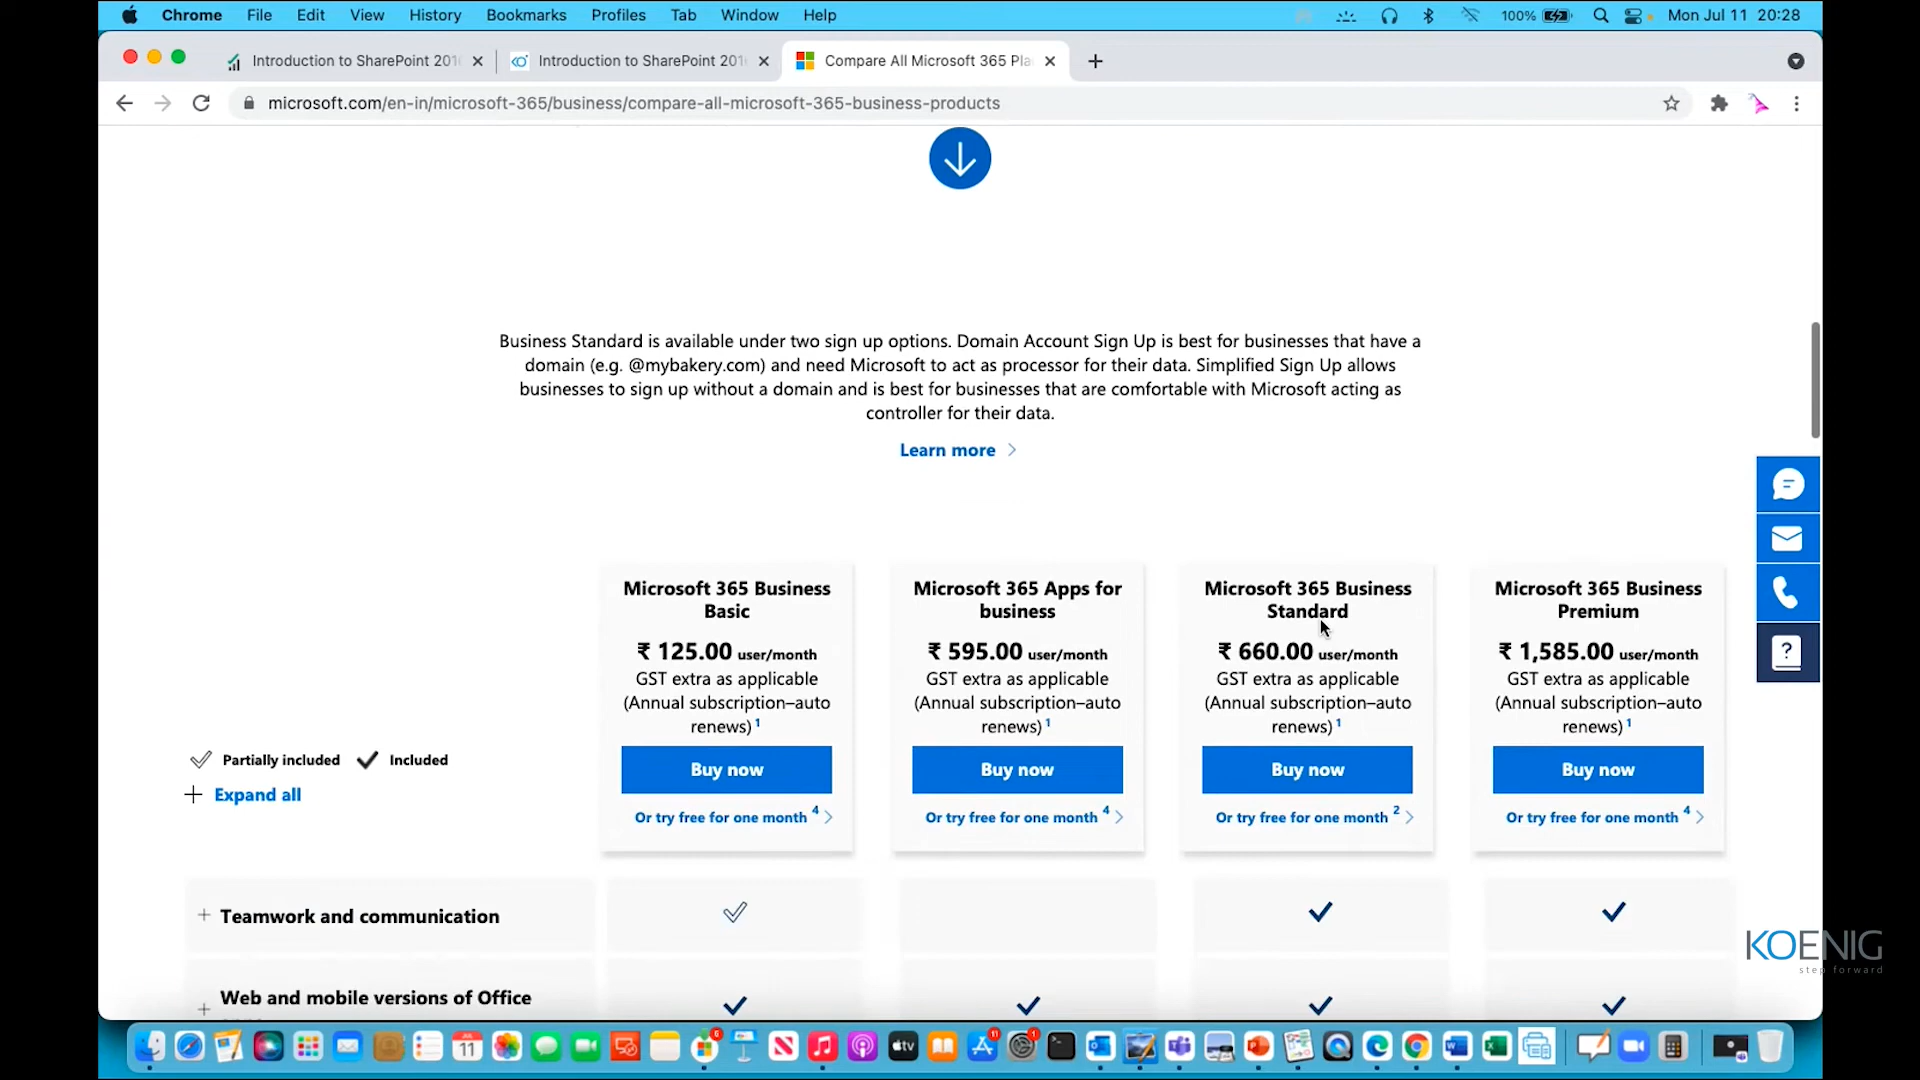 Chrome File Edit View History Bookmarks Profiles Tab Window Help 100% Mon Jul 11 20:28
Introduction to SharePoint 201 Introduction to SharePoint 201 Compare All Microsoft 365 Pla
microsoft.com/en-in/microsoft-365/business/compare-all-microsoft-365-business-products
Business Standard is available under two sign up options. Domain Account Sign Up is best for businesses that have a
domain (e.g. @mybakery.com) and need Microsoft to act as processor for their data. Simplified Sign Up allows
businesses to sign up without a domain and is best for businesses that are comfortable with Microsoft acting as
controller for their data.
Learn more
Microsoft 365 Business
Basic
₹ 125.00 user/month
GST extra as applicable
(Annual subscription–auto
renews) 1
Buy now
Or try free for one month 4
Microsoft 365 Apps for
business
₹ 595.00 user/month
GST extra as applicable
(Annual subscription–auto
renews) 1
Buy now
Or try free for one month 4
Microsoft 365 Business
Standard
₹ 660.00 user/month
GST extra as applicable
(Annual subscription–auto
renews) 1
Buy now
Or try free for one month 2
Microsoft 365 Business
Premium
₹ 1,585.00 user/month
GST extra as applicable
(Annual subscription–auto
renews) 1
Buy now
Or try free for one month 4
Partially included Included
+ Expand all
+ Teamwork and communication
+ Web and mobile versions of Office
KOENIG
step forward